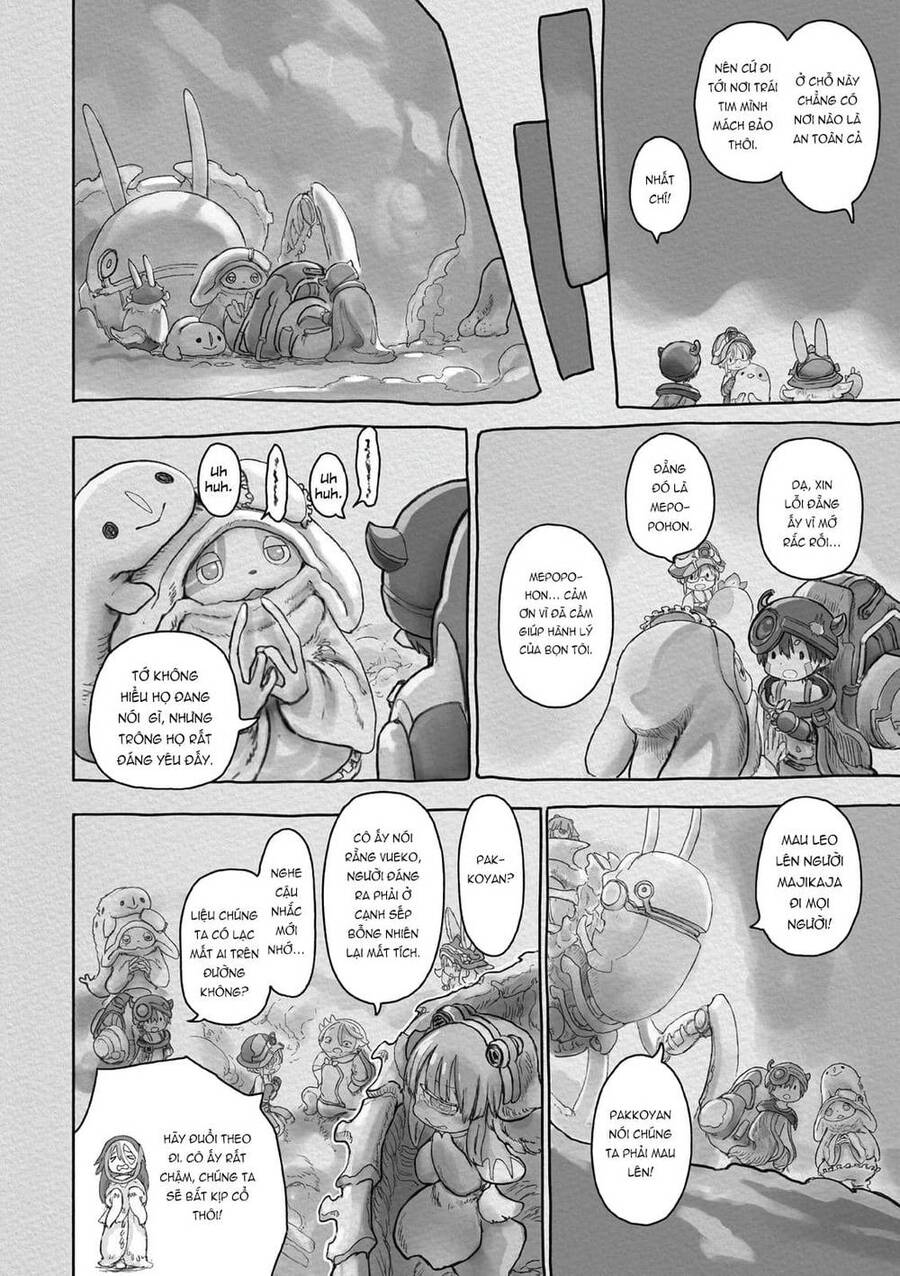 Ở CHỖ NÀY
CHẲNG CÓ
NƠI NÀO LÀ
AN TOÀN CẢ
NÊN CỨ ĐI
TỚI NƠI TRÁI
TIM MÌNH
MÁCH BẢO
THÔI.
NHẤT
CHÍ!
DẠ, XIN
LỖI ĐẰNG
ẤY VÌ MỚ
RẮC RỐI...
ĐẰNG
ĐÓ LÀ
MEPO-
POHON.
MEPOPO-
HON... CẢM
ƠN VÌ ĐÃ CẦM
GIÚP HÀNH LÝ
CỦA BỌN TÔI.
UH
HUH.
UH
HUH.
TỚ KHÔNG
HIỂU HỌ ĐANG
NÓI GÌ, NHƯNG
TRÔNG HỌ RẤT
ĐÁNG YÊU ĐẤY.
MAU LEO
LÊN NGƯỜI
MAJIKAJA
ĐI MỌI
NGƯỜI!
PAKKOYAN
NÓI CHÚNG
TA PHẢI MAU
LÊN!
PAK-
KOYAN?
CÔ ẤY NÓI
RẰNG VUEKO,
NGƯỜI ĐÁNG
RA PHẢI Ở
CẠNH SẾP
BỖNG NHIÊN
LẠI MẤT TÍCH.
NGHE
CẬU NHẮC
MỚI
NHỚ...
LIỆU CHÚNG
TA CÓ LẠC
MẤT AI TRÊN
ĐƯỜNG
KHÔNG?
HÃY ĐUỔI THEO
ĐI. CÔ ẤY RẤT
CHẬM, CHÚNG TA
SẼ BẮT KỊP CỔ
THÔI!